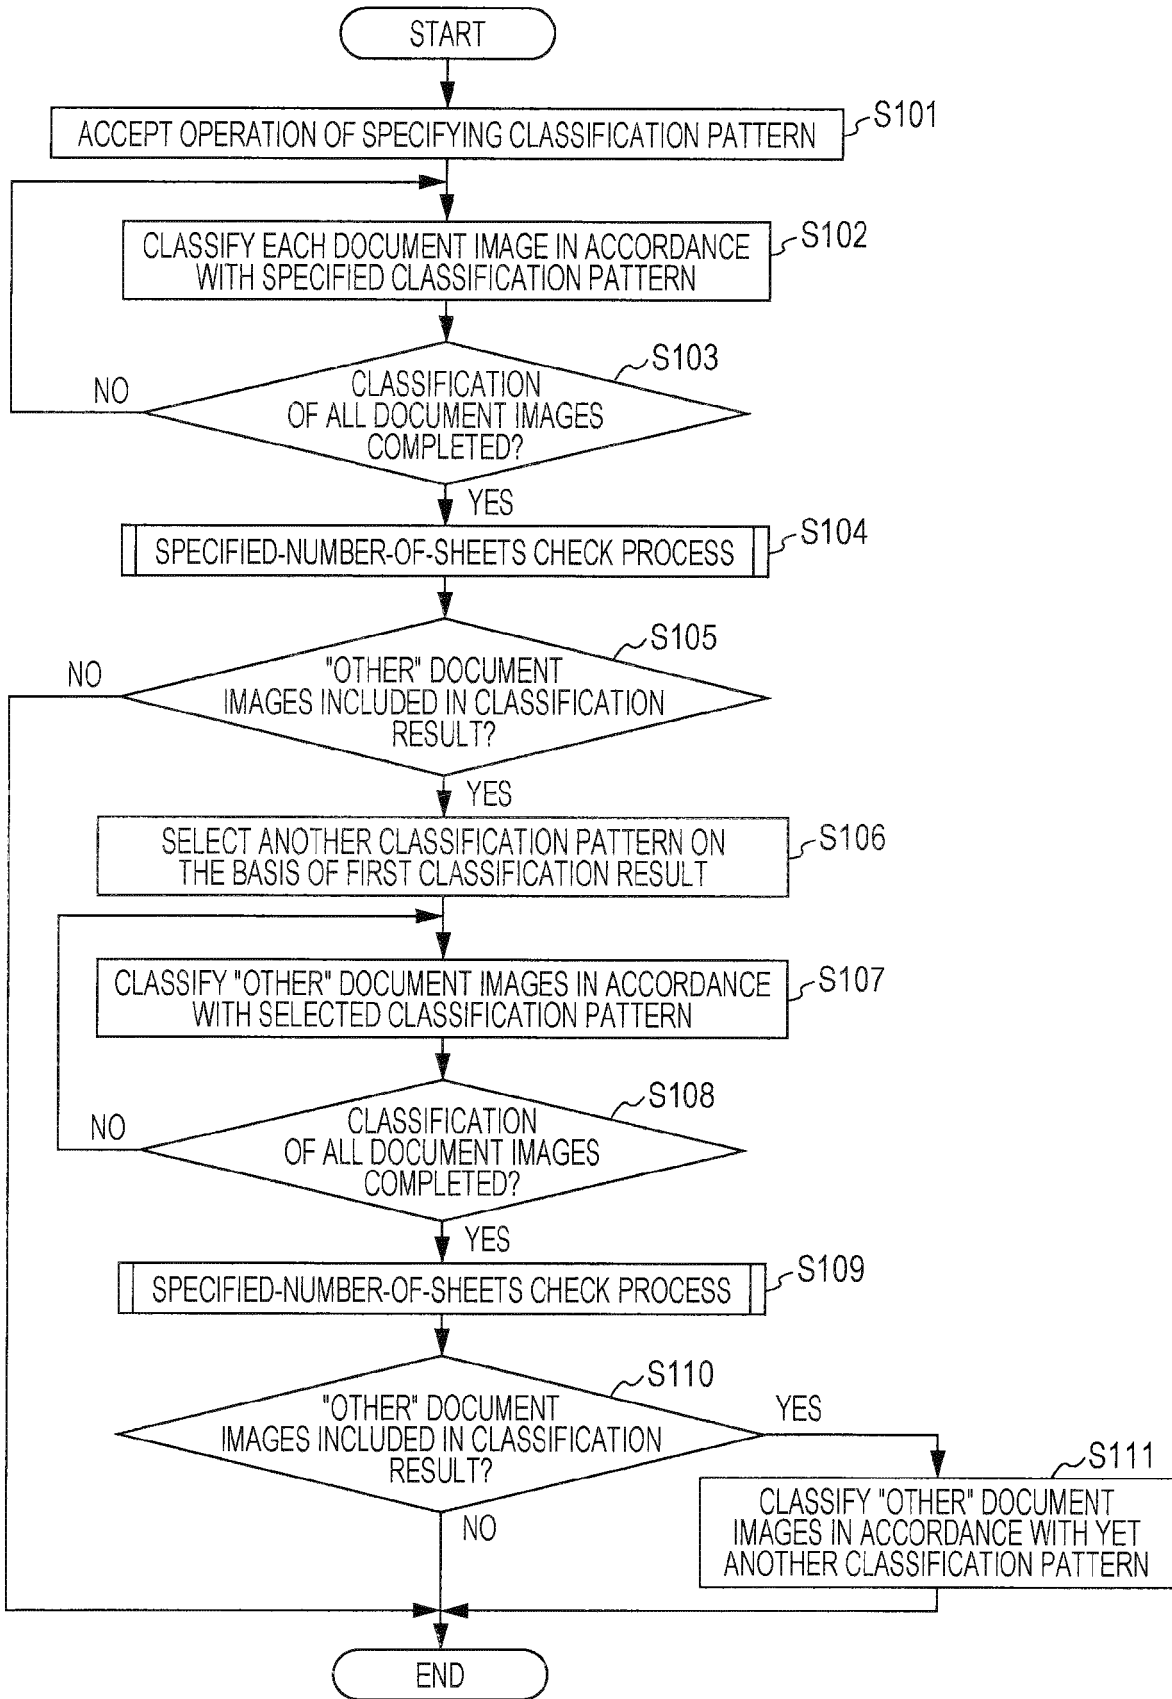 START
ACCEPT OPERATION OF SPECIFYING CLASSIFICATION PATTERN
S101
CLASSIFY EACH DOCUMENT IMAGE IN ACCORDANCE
WITH SPECIFIED CLASSIFICATION PATTERN
S102
S103
NO
CLASSIFICATION
OF ALL DOCUMENT IMAGES
COMPLETED?
YES
SPECIFIED-NUMBER-OF-SHEETS CHECK PROCESS
S104
S105
NO
"OTHER" DOCUMENT
IMAGES INCLUDED IN CLASSIFICATION
RESULT?
YES
SELECT ANOTHER CLASSIFICATION PATTERN ON
THE BASIS OF FIRST CLASSIFICATION RESULT
S106
CLASSIFY "OTHER" DOCUMENT IMAGES IN ACCORDANCE
WITH SELECTED CLASSIFICATION PATTERN
S107
S108
NO
CLASSIFICATION
OF ALL DOCUMENT IMAGES
COMPLETED?
YES
SPECIFIED-NUMBER-OF-SHEETS CHECK PROCESS
S109
S110
"OTHER" DOCUMENT
IMAGES INCLUDED IN CLASSIFICATION
RESULT?
YES
NO
S111
CLASSIFY "OTHER" DOCUMENT
IMAGES IN ACCORDANCE WITH YET
ANOTHER CLASSIFICATION PATTERN
END